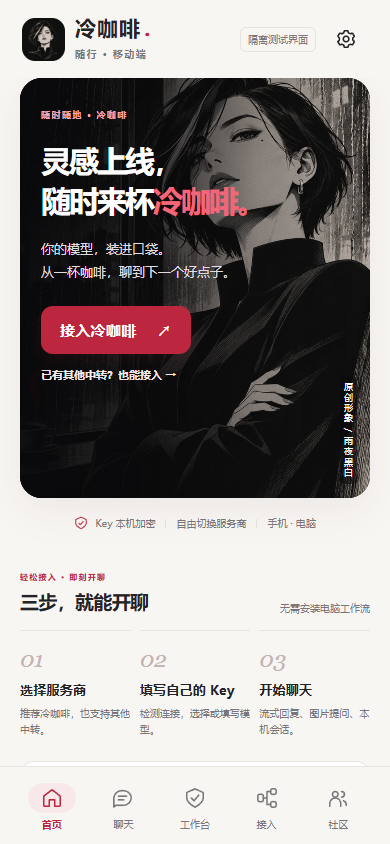 冷咖啡.
随行 • 移动端
隔离测试界面
随时随地 • 冷咖啡
灵感上线，
随时来杯冷咖啡。
你的模型，装进口袋。
从一杯咖啡，聊到下一个好点子。
接入冷咖啡 ↗
已有其他中转？也能接入 →
原创形象 / 雨夜黑白
Key 本机加密
自由切换服务商
手机 · 电脑
轻松接入 • 即刻开聊
三步，就能开聊
无需安装电脑工作流
01
选择服务商
推荐冷咖啡，也支持其他
中转。
02
填写自己的 Key
检测连接，选择或填写模
型。
03
开始聊天
流式回复、图片提问、本
机会话。
首页
聊天
工作台
接入
社区